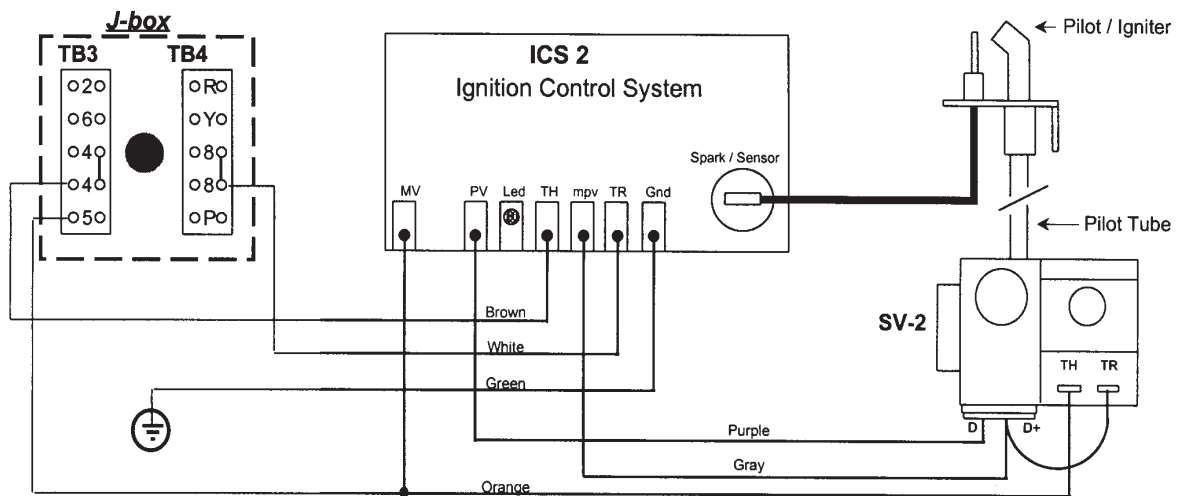 J-box
TB3 TB4
2 R
6 Y
4 8
4 8
5 P
ICS 2
Ignition Control System
Spark / Sensor
MV PV Led TH mpv TR Gnd
Pilot / Igniter
Pilot Tube
SV-2
TH TR
D D+
Brown
White
Green
Purple
Gray
Orange